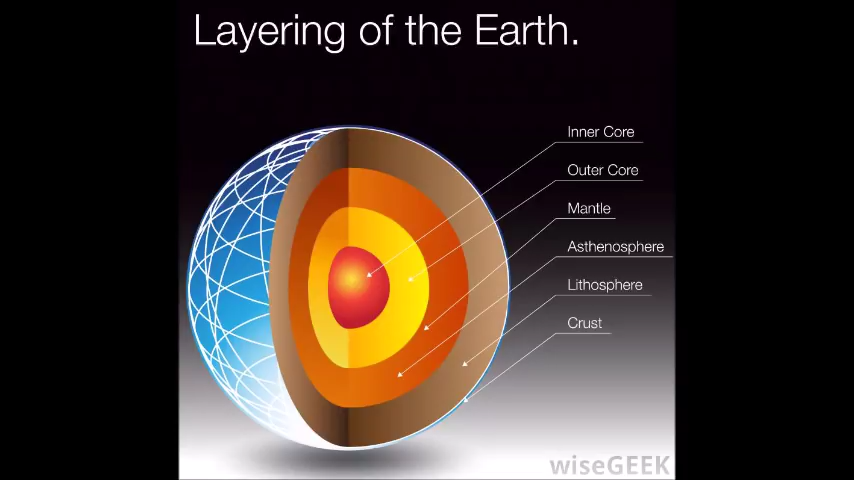 Layering of the Earth.
Inner Core
Outer Core
Mantle
Asthenosphere
Lithosphere
Crust
wiseGEEK